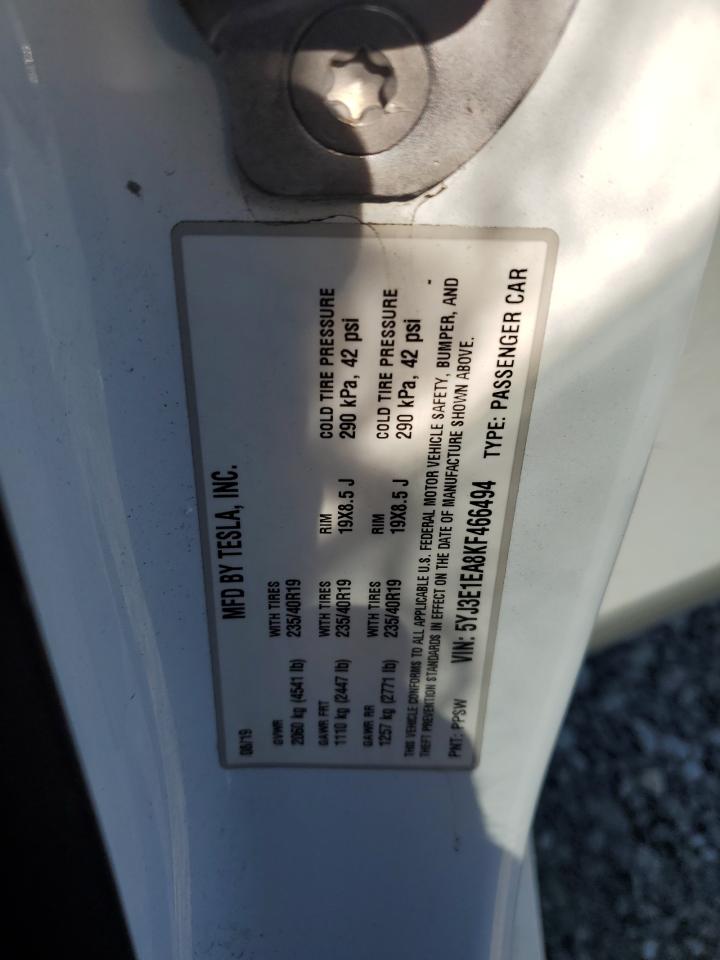 MFD BY TESLA, INC.
08/19
GVWR WITH TIRES RIM COLD TIRE PRESSURE
2060 kg (4541 lb) 235/40R19
GAWR FRT WITH TIRES RIM COLD TIRE PRESSURE
1110 kg (2447 lb) 235/40R19 19X8.5 J 290 kPa, 42 psi
GAWR RR WITH TIRES RIM COLD TIRE PRESSURE
1257 kg (2771 lb) 235/40R19 19X8.5 J 290 kPa, 42 psi
THIS VEHICLE CONFORMS TO ALL APPLICABLE U.S. FEDERAL MOTOR VEHICLE SAFETY, BUMPER, AND
THEFT PREVENTION STANDARDS IN EFFECT ON THE DATE OF MANUFACTURE SHOWN ABOVE.
PNT: PPSW VIN: 5YJ3E1EA8KF466494 TYPE: PASSENGER CAR